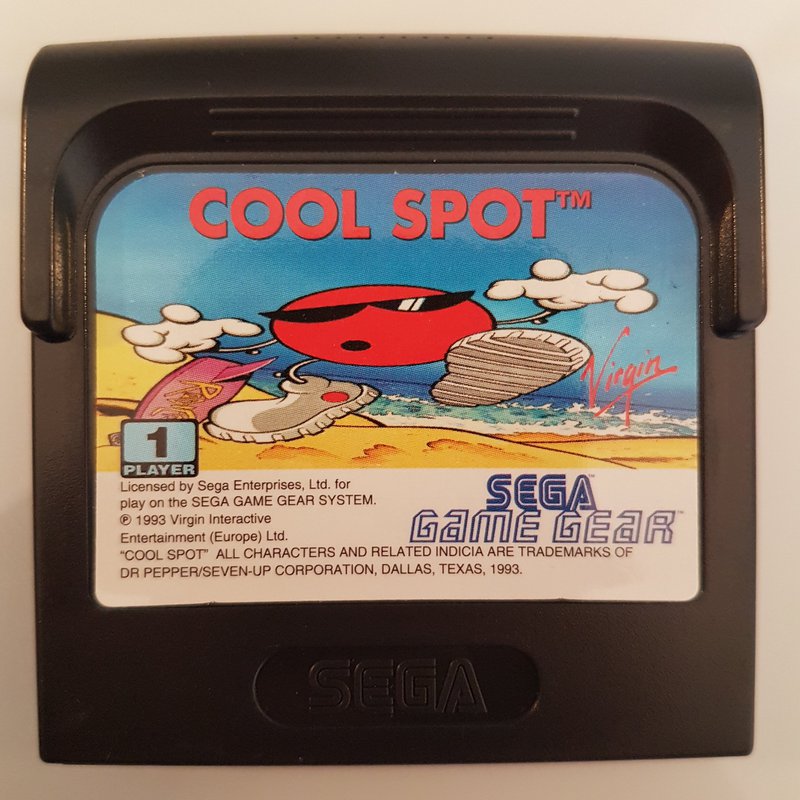 COOL SPOT™
Virgin
1
PLAYER
Licensed by Sega Enterprises, Ltd. for
play on the SEGA GAME GEAR SYSTEM.
℗ 1993 Virgin Interactive
Entertainment (Europe) Ltd.
"COOL SPOT" ALL CHARACTERS AND RELATED INDICIA ARE TRADEMARKS OF
DR PEPPER/SEVEN-UP CORPORATION, DALLAS, TEXAS, 1993.
SEGA™
GAME GEAR™
SEGA